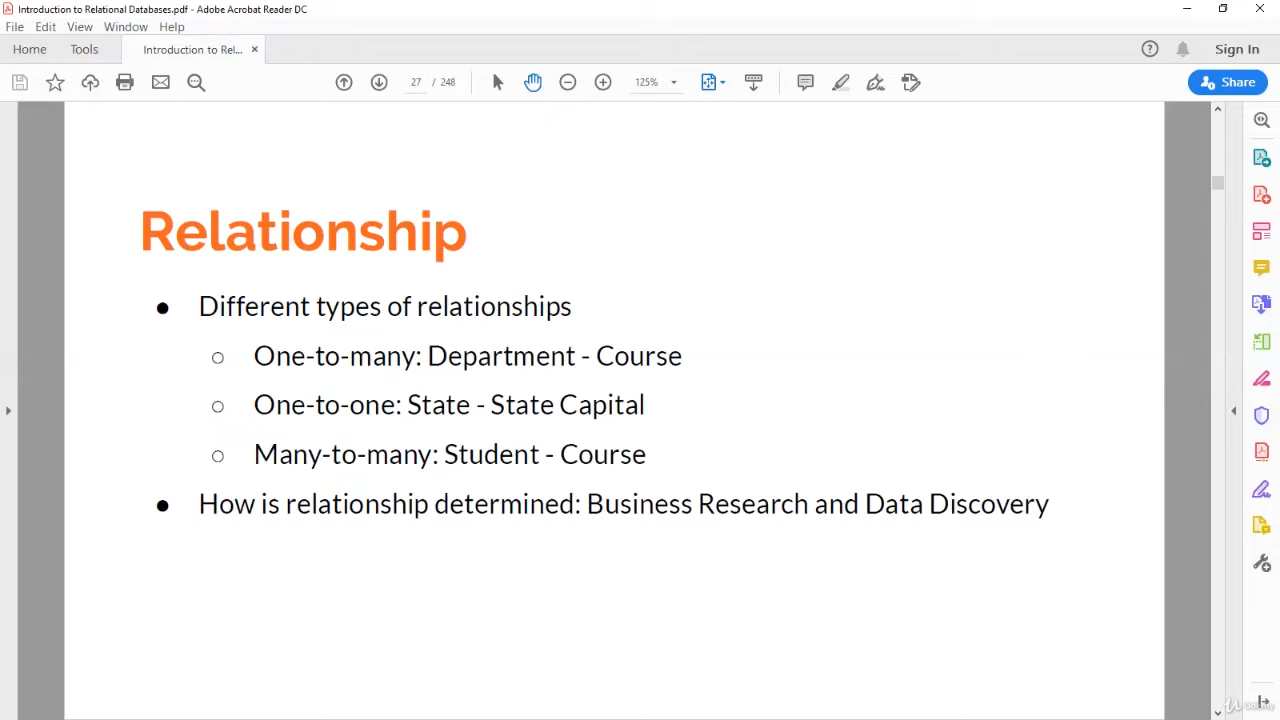 Introduction to Relational Databases.pdf - Adobe Acrobat Reader DC
File Edit View Window Help
Home Tools Introduction to Rel... × Sign In
27 / 248 125% Share
Relationship
● Different types of relationships
○ One-to-many: Department - Course
○ One-to-one: State - State Capital
○ Many-to-many: Student - Course
● How is relationship determined: Business Research and Data Discovery
Udemy